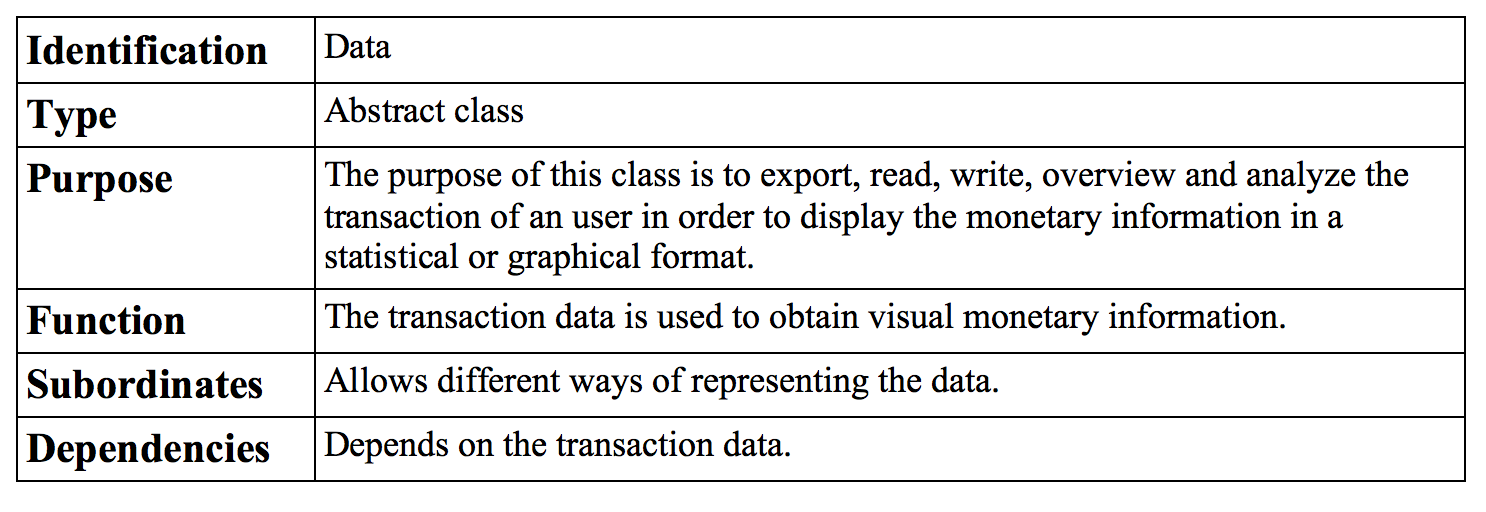 Identification Data
Type Abstract class
Purpose The purpose of this class is to export, read, write, overview and analyze the
transaction of an user in order to display the monetary information in a
statistical or graphical format.
Function The transaction data is used to obtain visual monetary information.
Subordinates Allows different ways of representing the data.
Dependencies Depends on the transaction data.